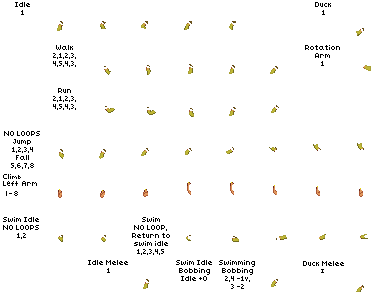 Idle
1
Duck
1
Walk
2,1,2,3,
4,5,4,3,
Rotation
Arm
1
Run
2,1,2,3,
4,5,4,3,
NO LOOPS
Jump
1,2,3,4
Fall
5,6,7,8
Climb
Left Arm
1-8
Swim Idle
NO LOOPS
1,2
Swim
NO LOOP,
Return to
swim idle
1,2,3,4,5
Idle Melee
1
Swim Idle
Bobbing
Idle +0
Swimming
Bobbing
2,4 -1v,
3 -2
Duck Melee
1